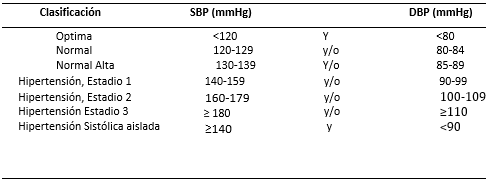 Clasificación SBP (mmHg) DBP (mmHg)
Optima <120 Y <80
Normal 120-129 y/o 80-84
Normal Alta 130-139 Y/o 85-89
Hipertensión, Estadio 1 140-159 y/o 90-99
Hipertensión, Estadio 2 160-179 y/o 100-109
Hipertensión Estadio 3 ≥ 180 y/o ≥110
Hipertensión Sistólica aislada ≥140 y <90